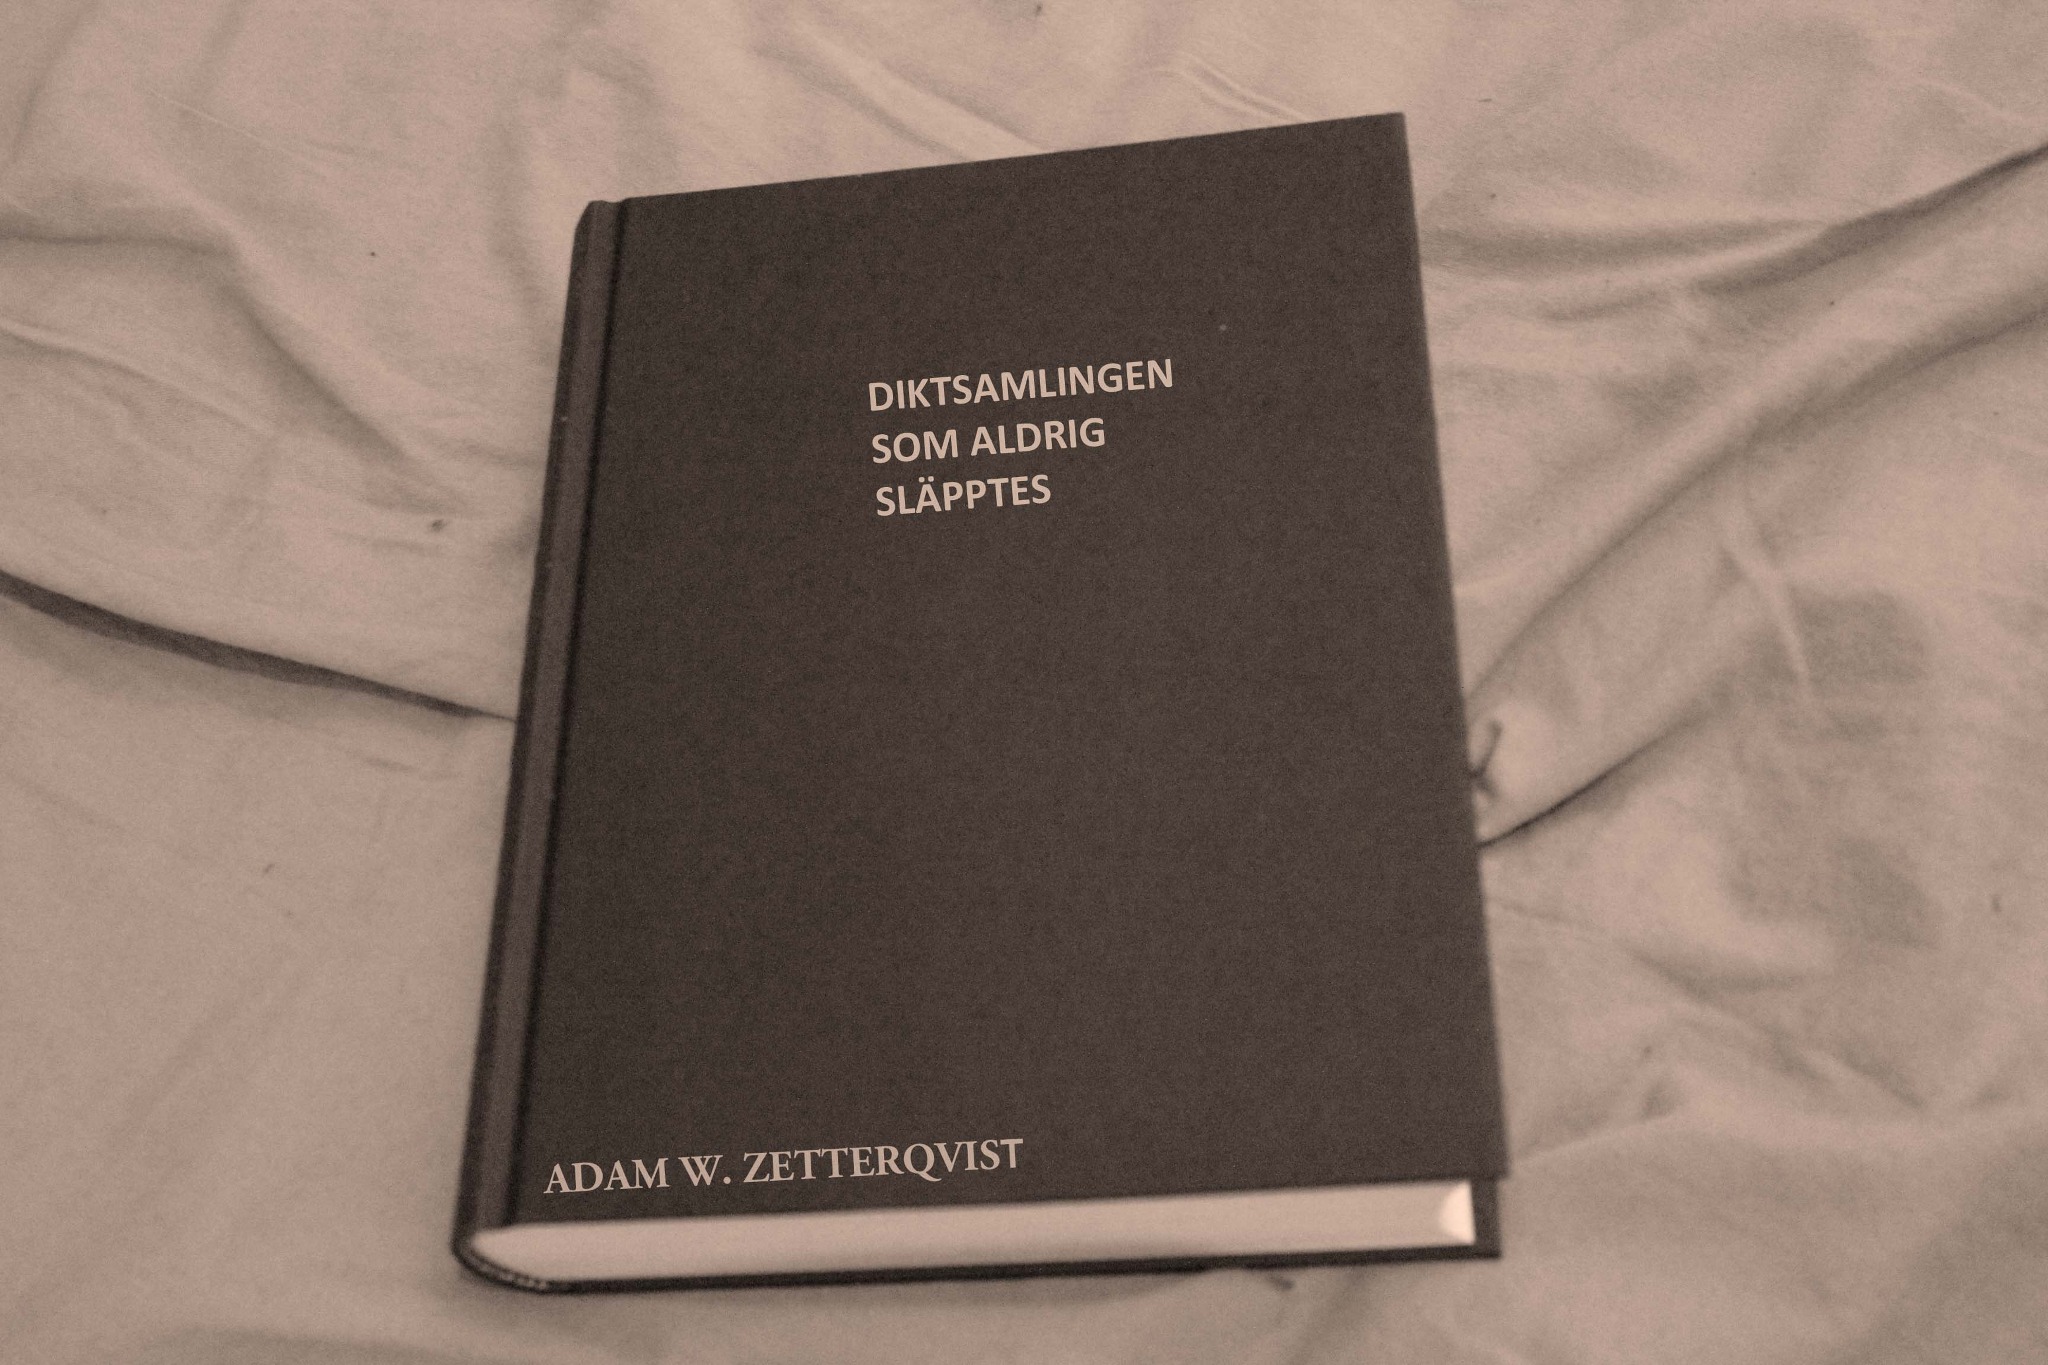 DIKTSAMLINGEN
SOM ALDRIG
SLÄPPTES
ADAM W. ZETTERQVIST